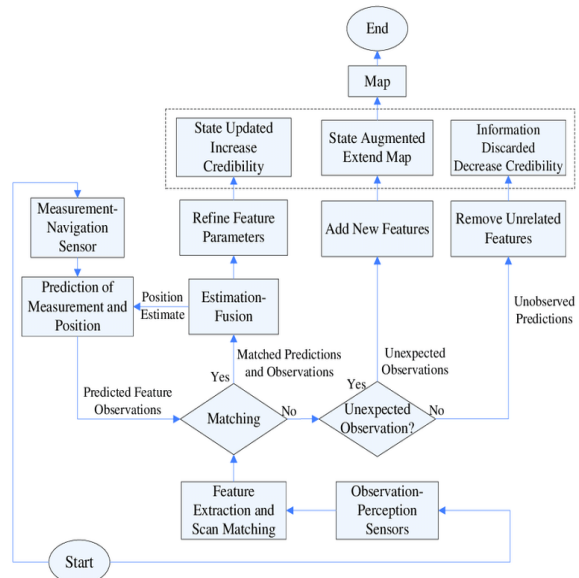 End
Map
State Updated
Increase
Credibility
State Augmented
Extend Map
Information
Discarded
Decrease Credibility
Measurement-
Navigation
Sensor
Refine Feature
Parameters
Add New Features
Remove Unrelated
Features
Prediction of
Measurement and
Position
Position
Estimate
Estimation-
Fusion
Unobserved
Predictions
Matched Predictions
and Observations
Unexpected
Observations
Yes
Yes
Predicted Feature
Observations
Matching
No
Unexpected
Observation?
No
Feature
Extraction and
Scan Matching
Observation-
Perception
Sensors
Start